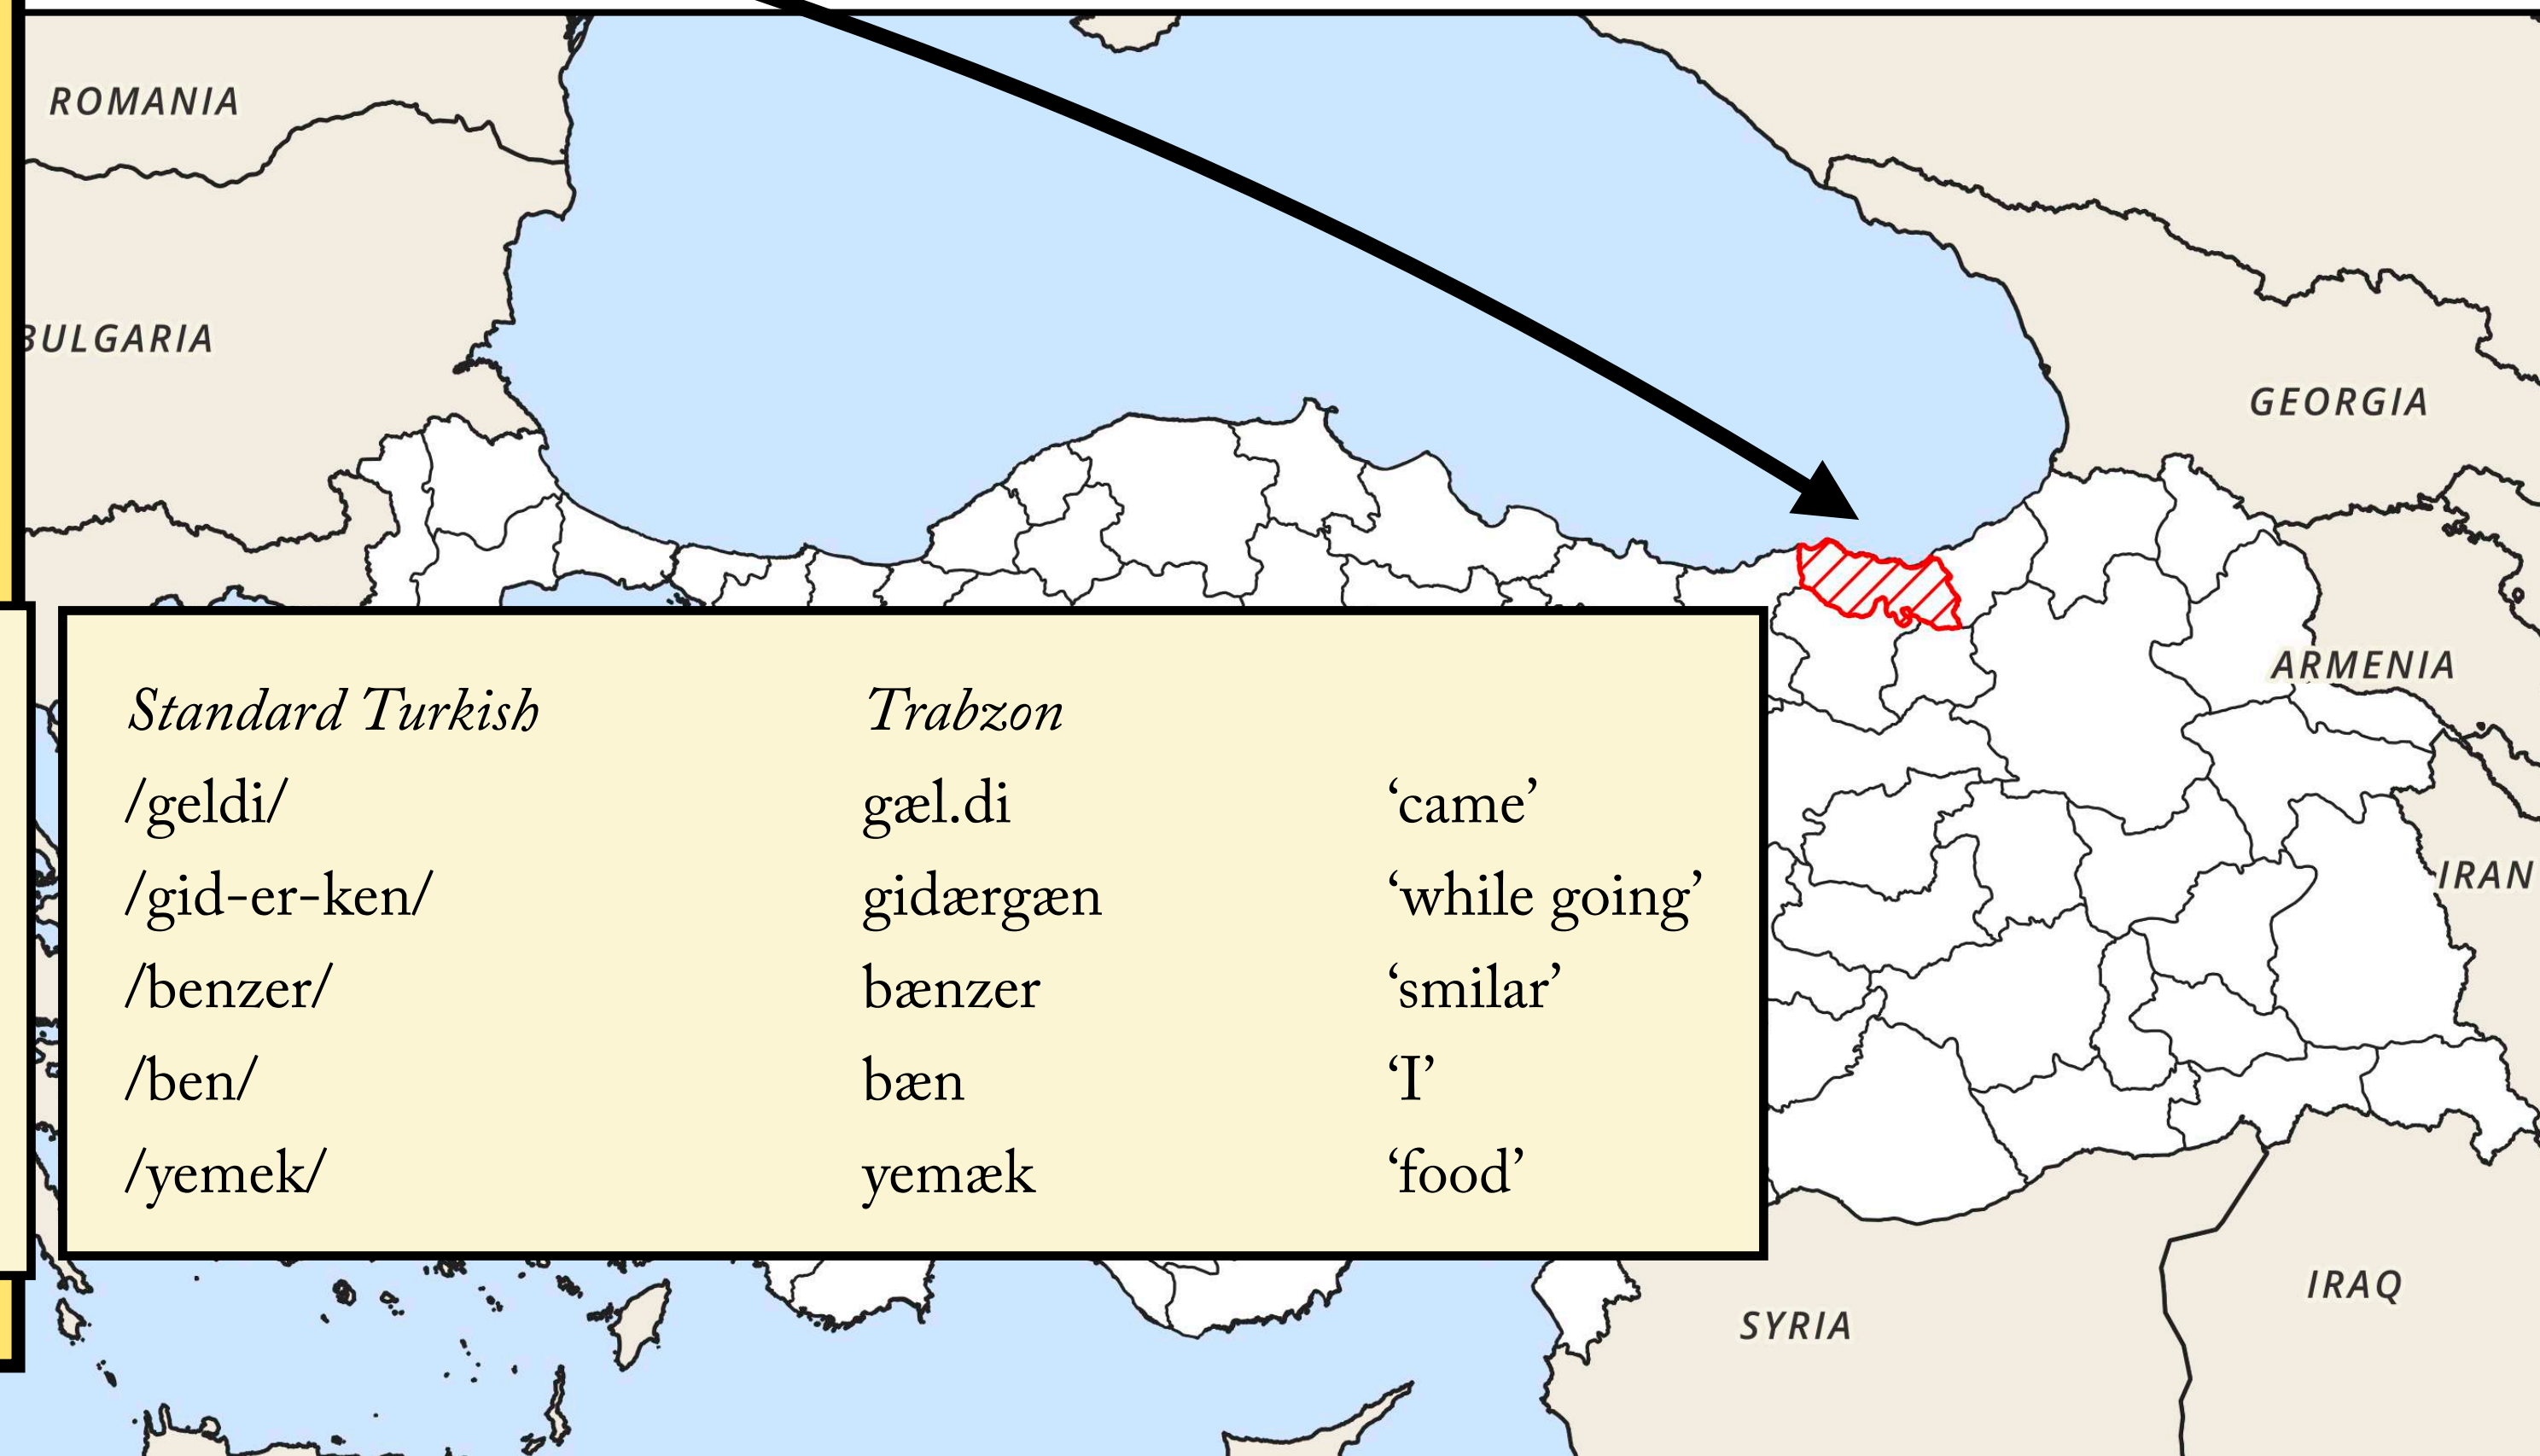 ROMANIA
BULGARIA
GEORGIA
ARMENIA
IRAN
Standard Turkish Trabzon
/geldi/ gæl.di ‘came’
/gid-er-ken/ gidærgæn ‘while going’
/benzer/ bænzer ‘smilar’
/ben/ bæn ‘I’
/yemek/ yemæk ‘food’
IRAQ
SYRIA